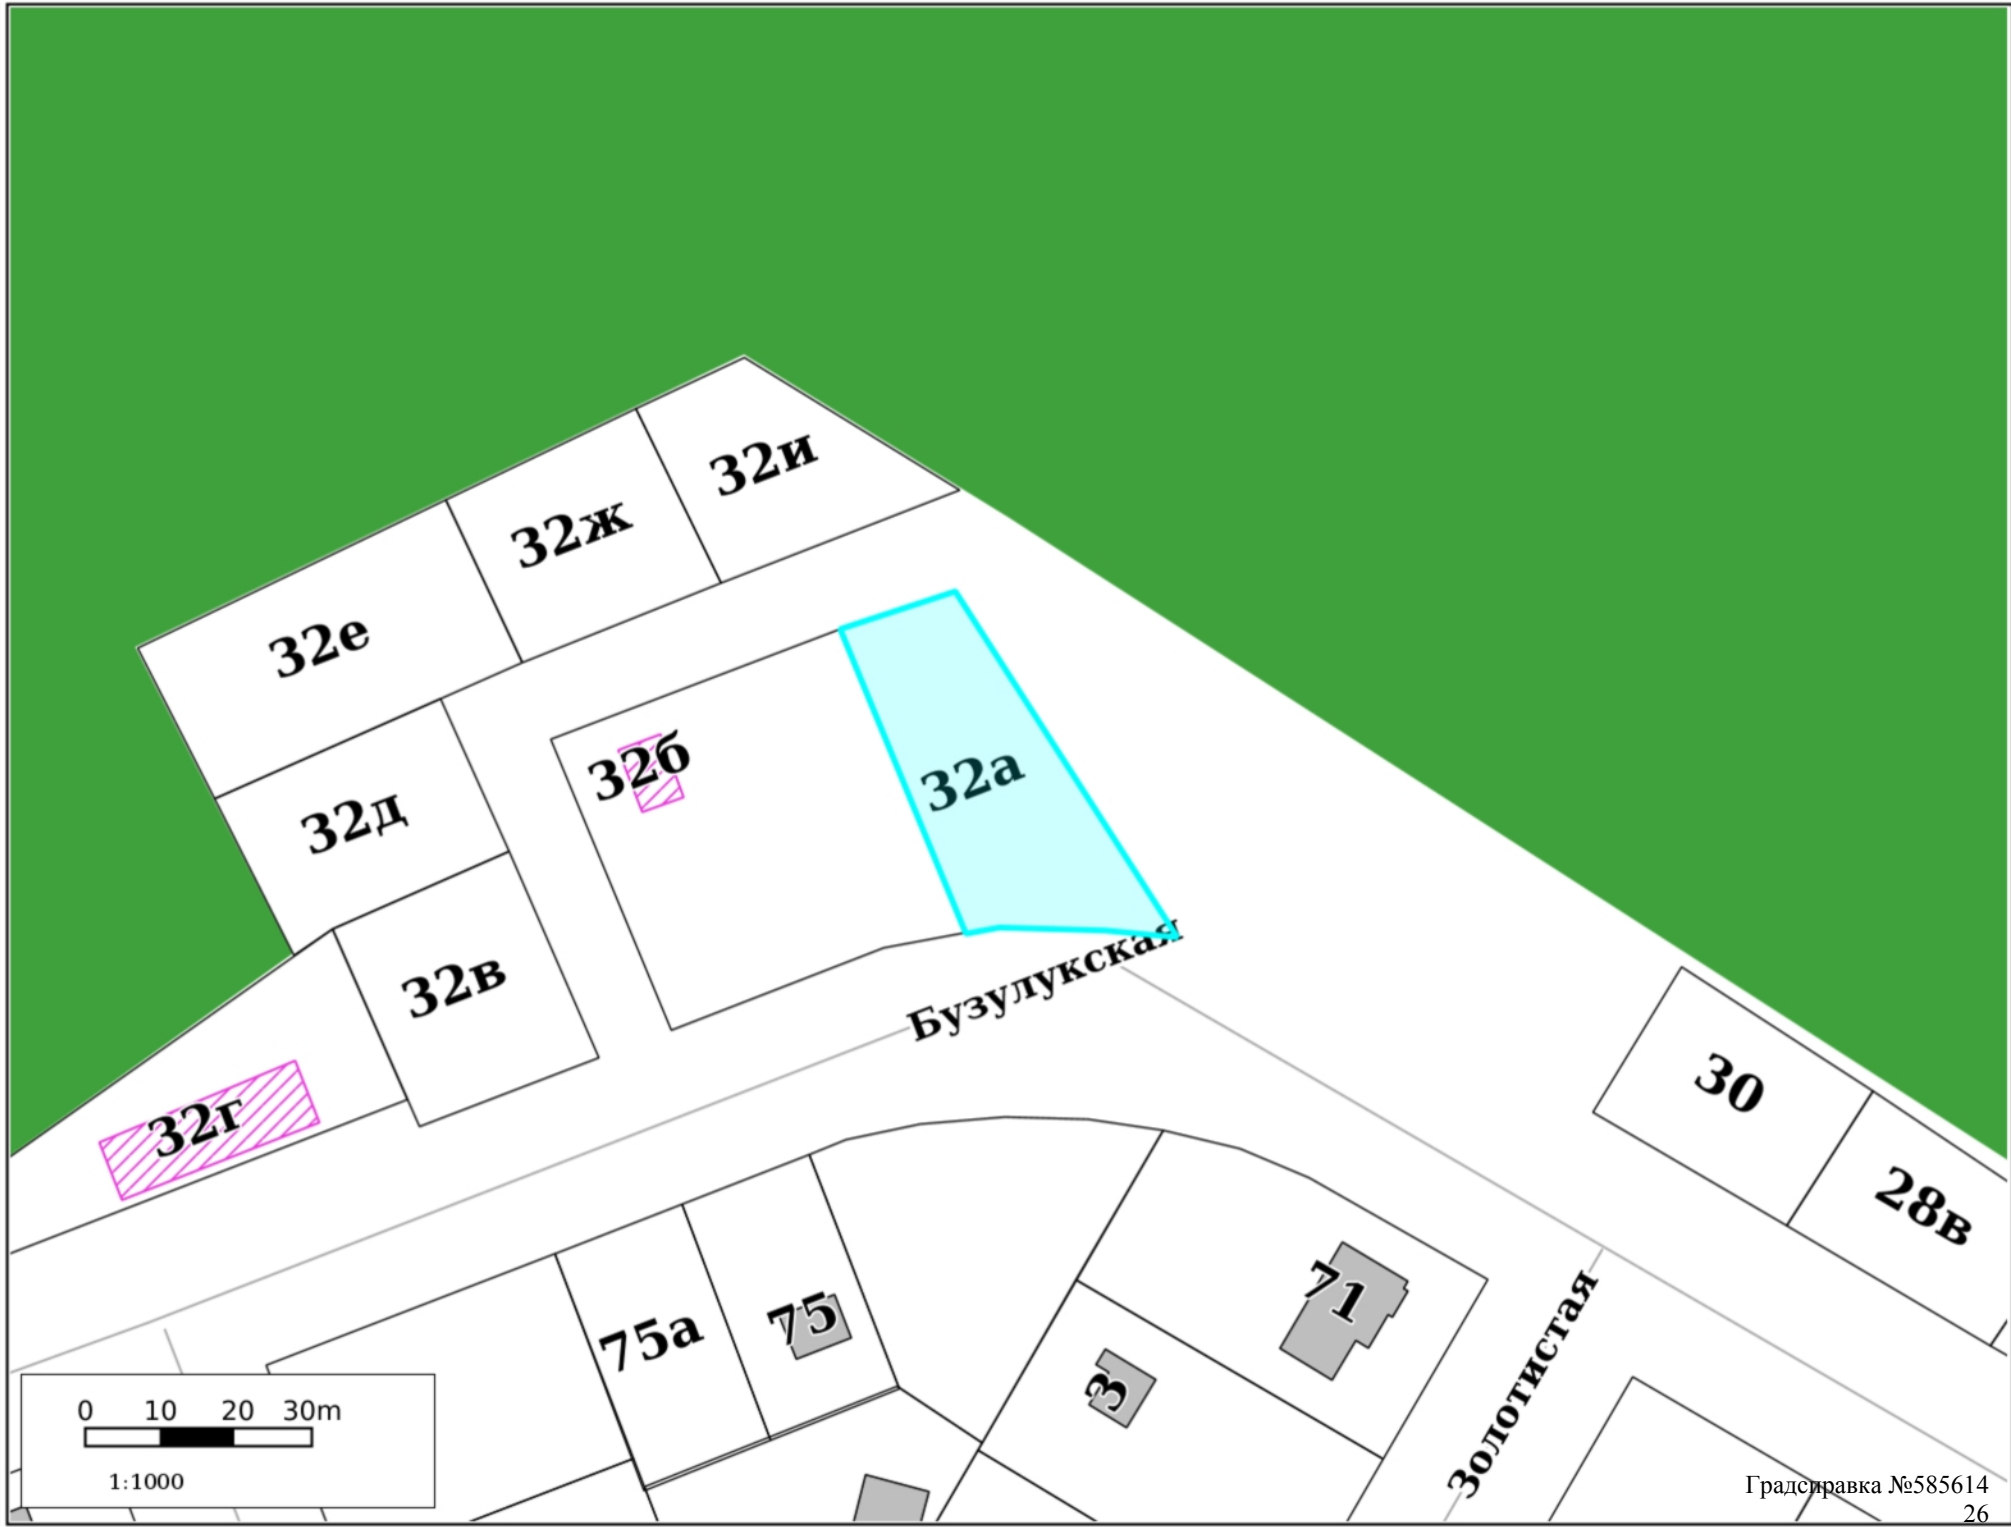 32и
32ж
32е
32б
32а
32д
32в
Бузулукская
30
32г
28в
75а
75
71
3
Золотистая
0 10 20 30m
1:1000
Градсправка №585614
26